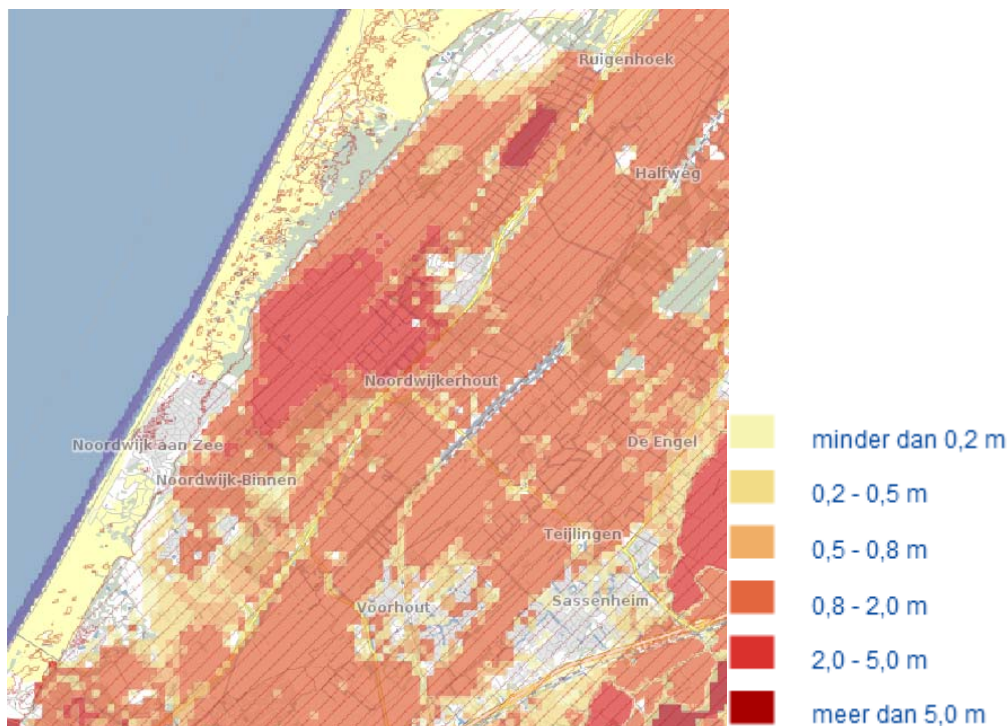 Ruigenhoek
Halfweg
Noordwijkerhout
Noordwijk aan Zee
De Engel
Noordwijk-Binnen
Teijlingen
Voorhout
Sassenheim
minder dan 0,2 m
0,2 - 0,5 m
0,5 - 0,8 m
0,8 - 2,0 m
2,0 - 5,0 m
meer dan 5,0 m